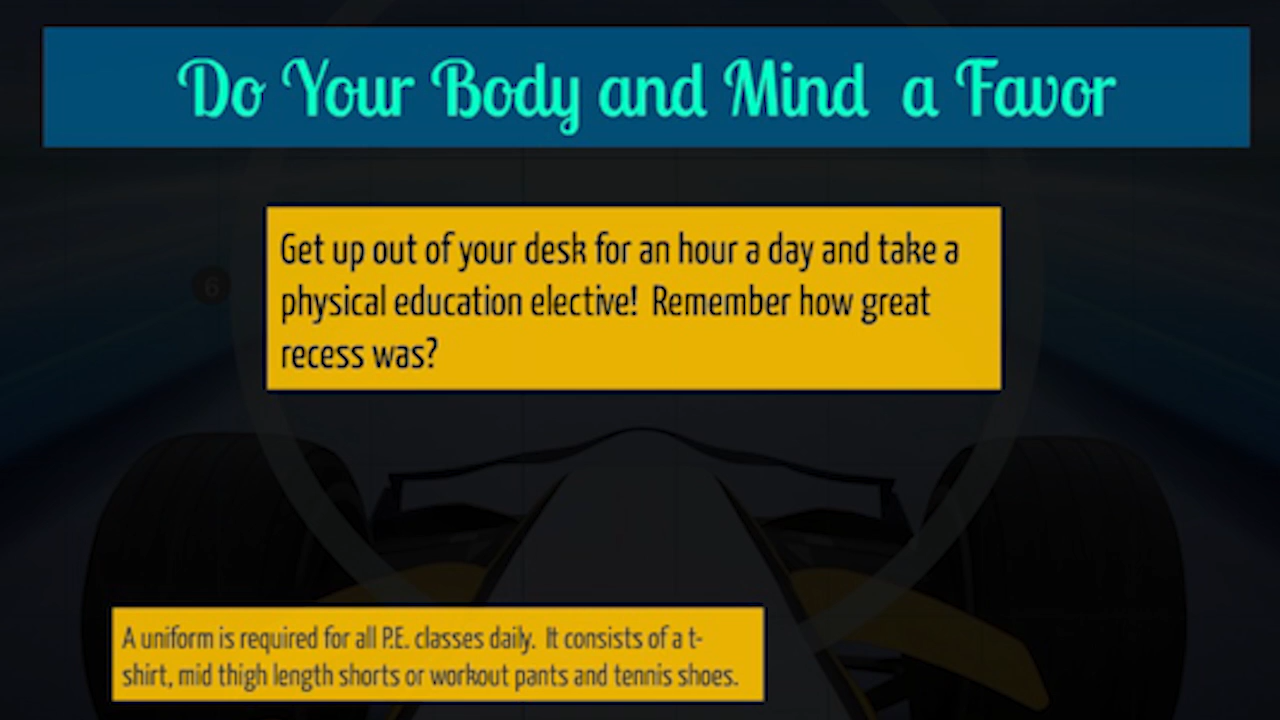 Do Your Body and Mind  a Favor
Get up out of your desk for an hour a day and take a
physical education elective!  Remember how great
recess was?
6
A uniform is required for all P.E. classes daily.  It consists of a t-
shirt, mid thigh length shorts or workout pants and tennis shoes.